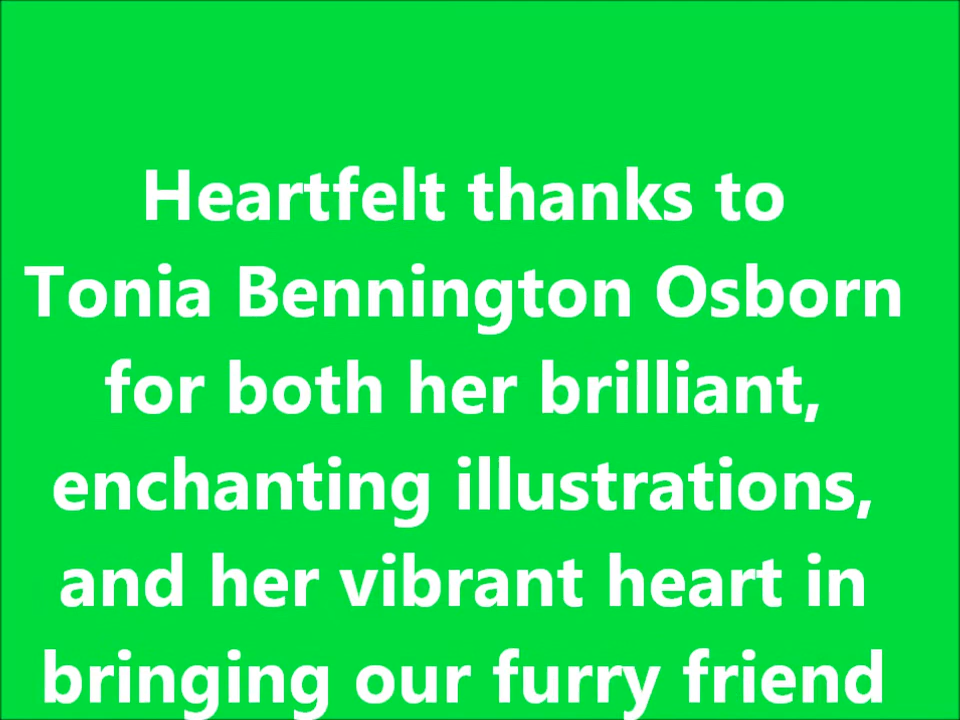 Heartfelt thanks to
Tonia Bennington Osborn
for both her brilliant,
enchanting illustrations,
and her vibrant heart in
bringing our furry friend